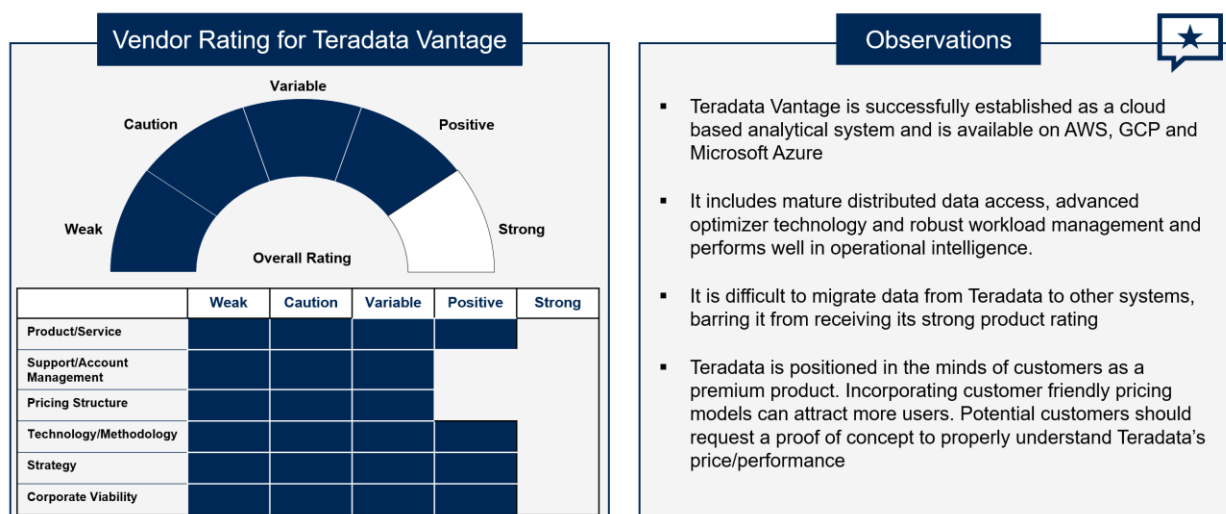 Vendor Rating for Teradata Vantage
Variable
Caution
Positive
Weak
Strong
Overall Rating
Weak Caution Variable Positive Strong
Product/Service
Support/Account
Management
Pricing Structure
Technology/Methodology
Strategy
Corporate Viability
Observations
▪ Teradata Vantage is successfully established as a cloud
based analytical system and is available on AWS, GCP and
Microsoft Azure
▪ It includes mature distributed data access, advanced
optimizer technology and robust workload management and
performs well in operational intelligence.
▪ It is difficult to migrate data from Teradata to other systems,
barring it from receiving its strong product rating
▪ Teradata is positioned in the minds of customers as a
premium product. Incorporating customer friendly pricing
models can attract more users. Potential customers should
request a proof of concept to properly understand Teradata's
price/performance